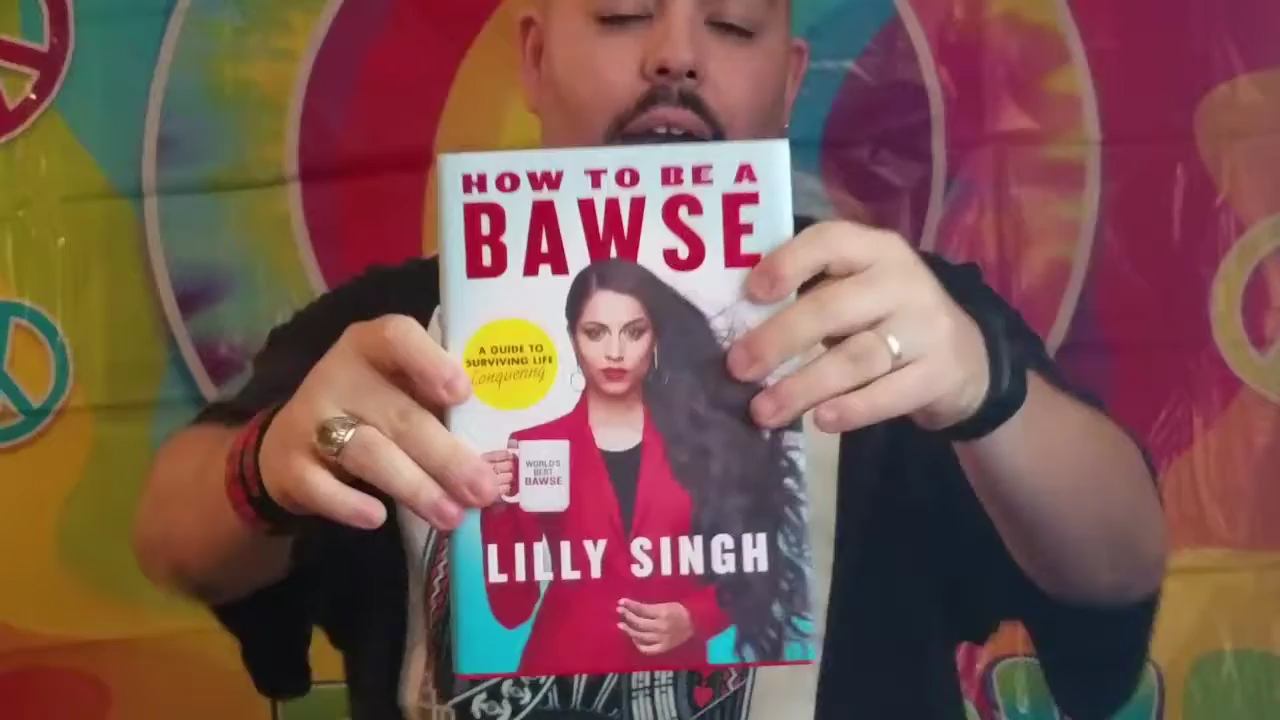 HOW TO BE A
BAWSE
A GUIDE TO
SURVIVING LIFE
Conquering
WORLD'S
BEST
BAWSE
LILLY SINGH